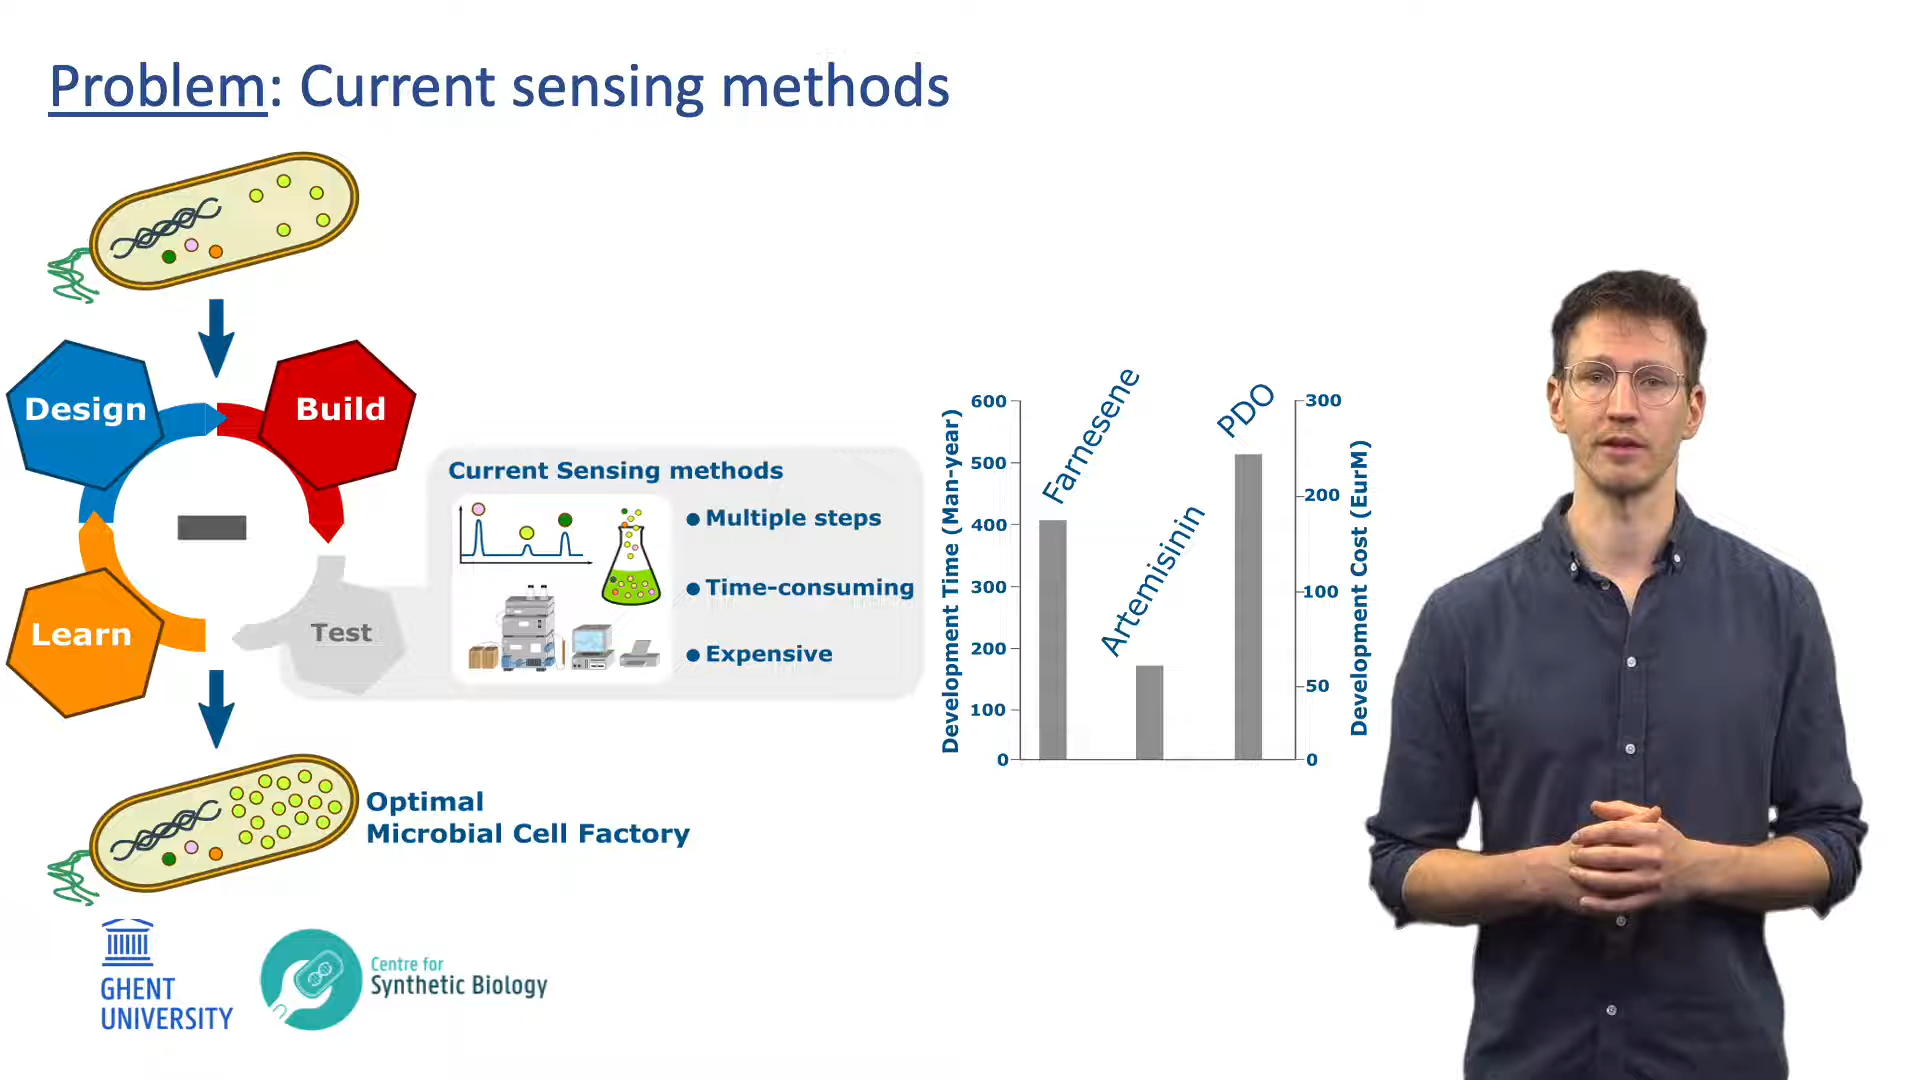 Problem: Current sensing methods
Design
Build
Learn
Test
Current Sensing methods
Multiple steps
Time-consuming
Expensive
Optimal
Microbial Cell Factory
Development Time (Man-year)
600
500
400
300
200
100
0
Farnesene
Artemisinin
PDO
300
200
100
50
0
Development Cost (EurM)
GHENT
UNIVERSITY
Centre for
Synthetic Biology